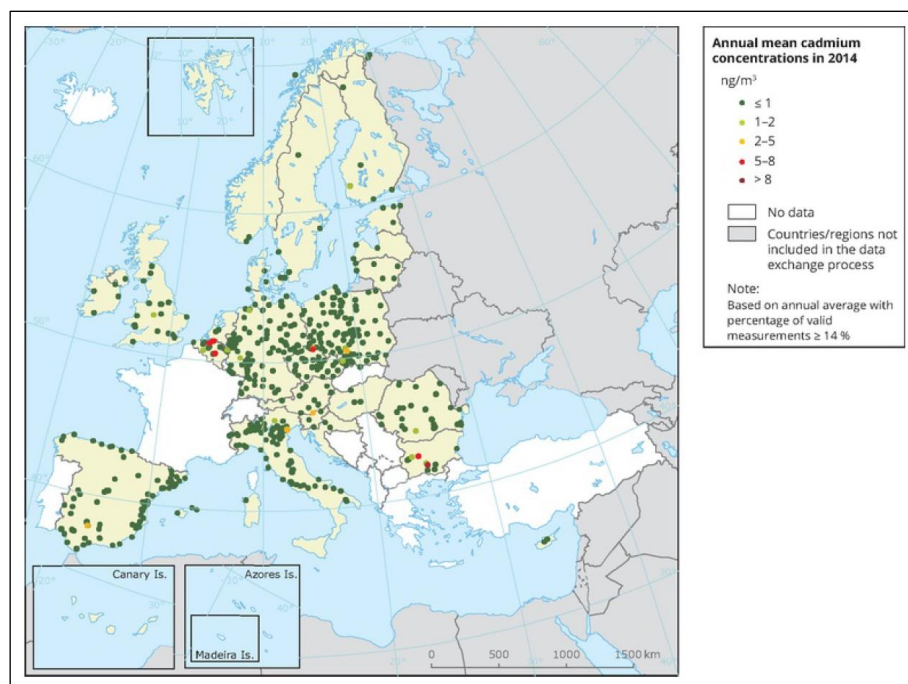 Annual mean cadmium
concentrations in 2014
ng/m³
≤ 1
1–2
2–5
5–8
> 8
No data
Countries/regions not
included in the data
exchange process
Note:
Based on annual average with
percentage of valid
measurements ≥ 14 %
Canary Is.
Azores Is.
Madeira Is.
0 500 1000 1500 km